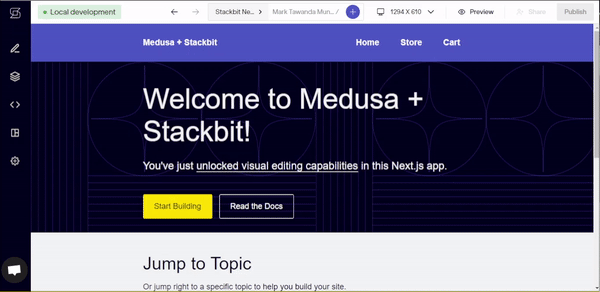 Local development
Stackbit Ne...
Mark Tawanda Mun... /
1294 X 610
Preview
Share
Publish
Medusa + Stackbit
Home
Store
Cart
Welcome to Medusa +
Stackbit!
You've just unlocked visual editing capabilities in this Next.js app.
Start Building
Read the Docs
Jump to Topic
Or jump right to a specific topic to help you build your site.